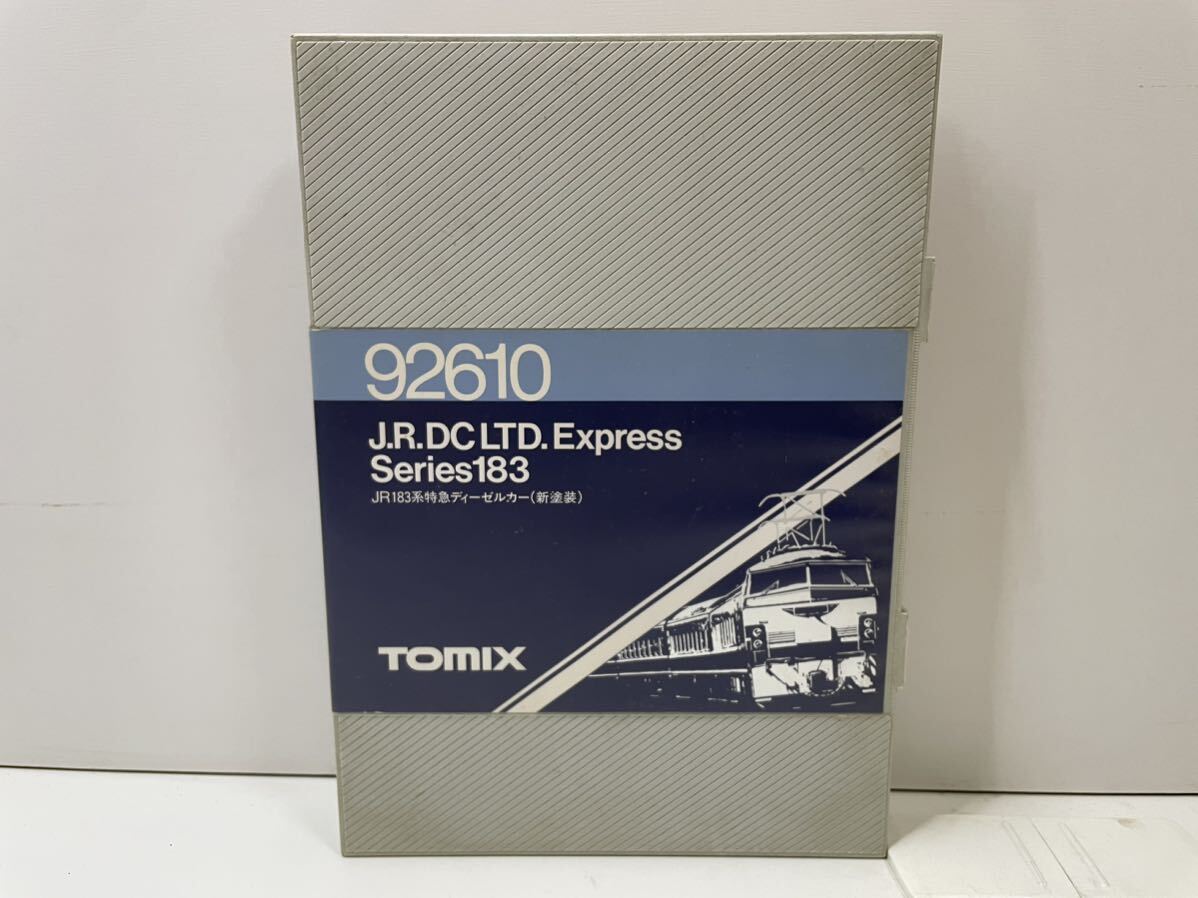 92610
J.R.DC LTD. Express
Series183
JR183系特急ディーゼルカー(新塗装)
TOMIX